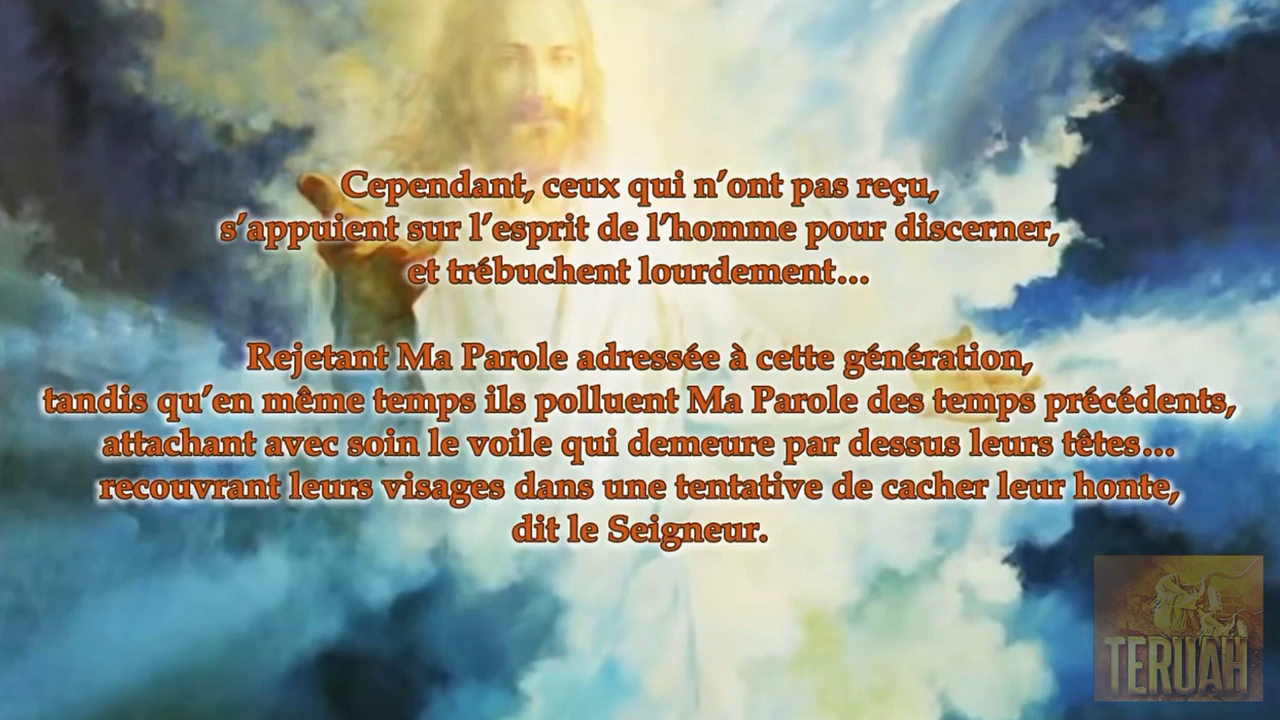 Cependant, ceux qui n’ont pas reçu,
s’appuient sur l’esprit de l’homme pour discerner,
et trébuchent lourdement…
Rejetant Ma Parole adressée à cette génération,
tandis qu’en même temps ils polluent Ma Parole des temps précédents,
attachant avec soin le voile qui demeure par dessus leurs têtes…
recouvrant leurs visages dans une tentative de cacher leur honte,
dit le Seigneur.
TERUAH